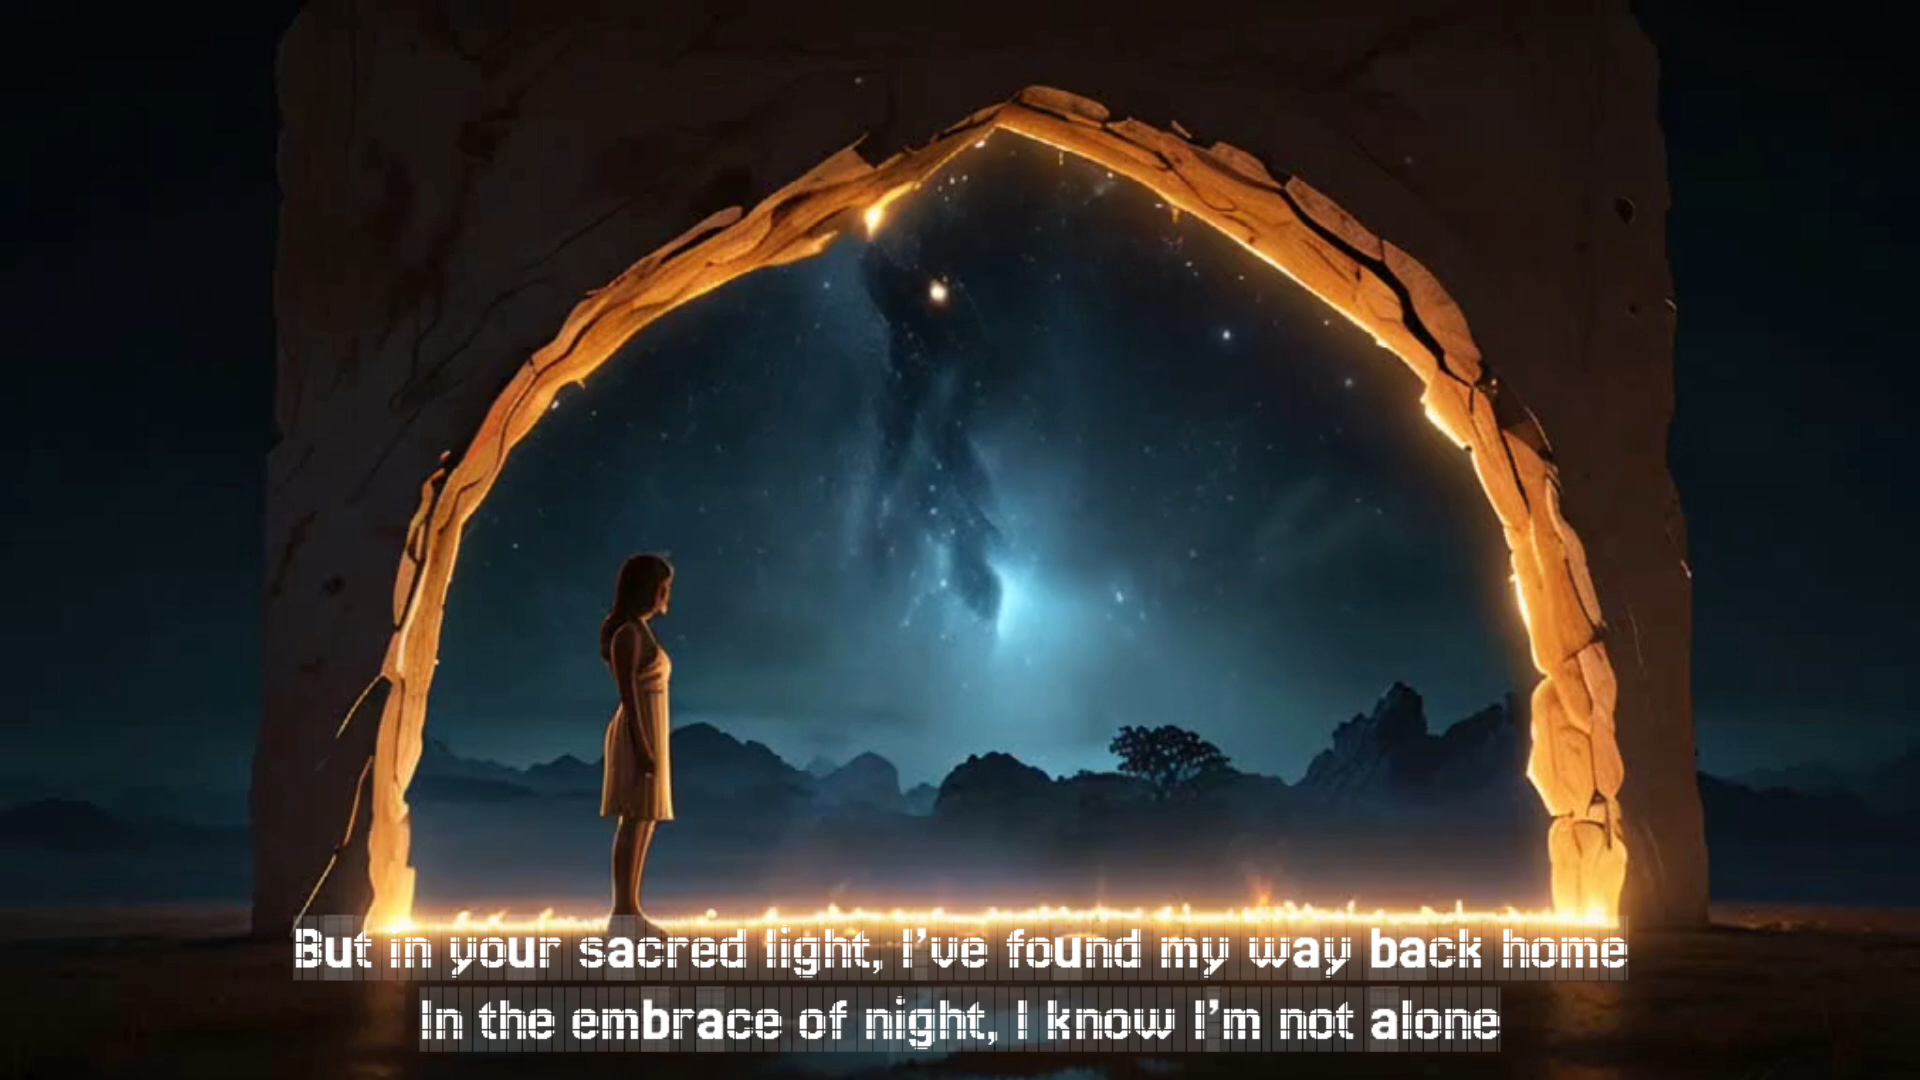 But in your sacred light, I've found my way back home
In the embrace of night, I know I'm not alone